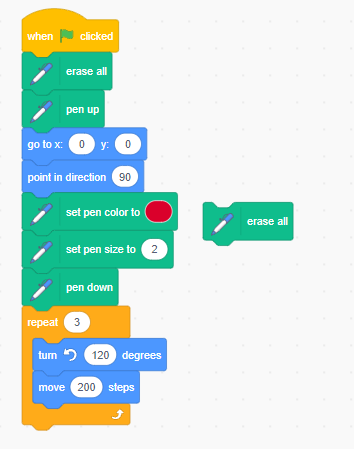 when clicked
erase all
pen up
go to x: 0 y: 0
point in direction 90
set pen color to
erase all
set pen size to 2
pen down
repeat 3
turn 120 degrees
move 200 steps